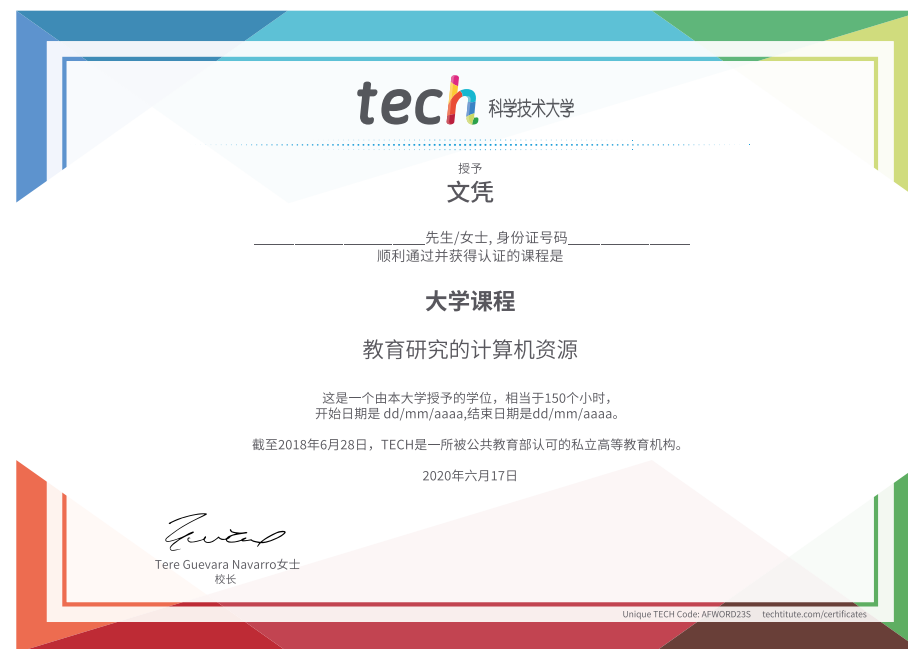 tech 科学技术大学
授予
文凭
先生/女士, 身份证号码
顺利通过并获得认证的课程是
大学课程
教育研究的计算机资源
这是一个由本大学授予的学位，相当于150个小时，
开始日期是 dd/mm/aaaa,结束日期是dd/mm/aaaa。
截至2018年6月28日，TECH是一所被公共教育部认可的私立高等教育机构。
2020年六月17日
Tere Guevara Navarro女士
校长
Unique TECH Code: AFWORD23S techtitute.com/certificates